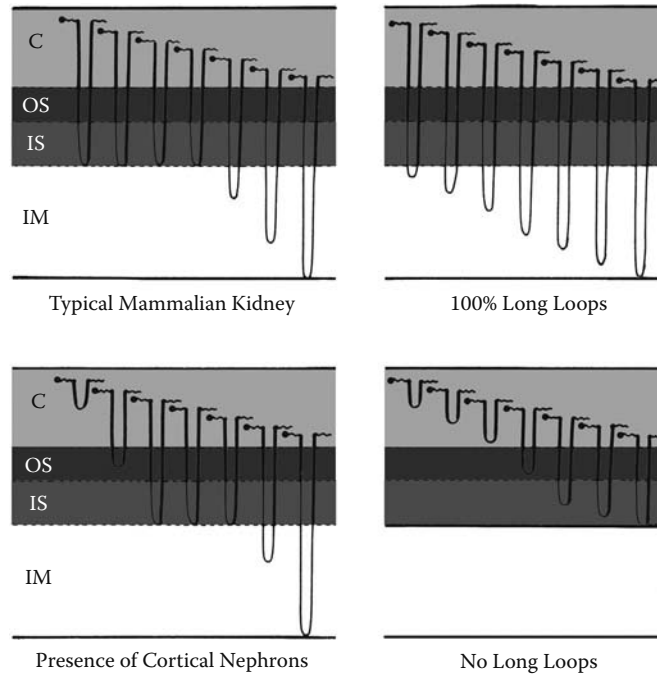 C
OS
IS
IM
Typical Mammalian Kidney
100% Long Loops
C
OS
IS
IM
Presence of Cortical Nephrons
No Long Loops